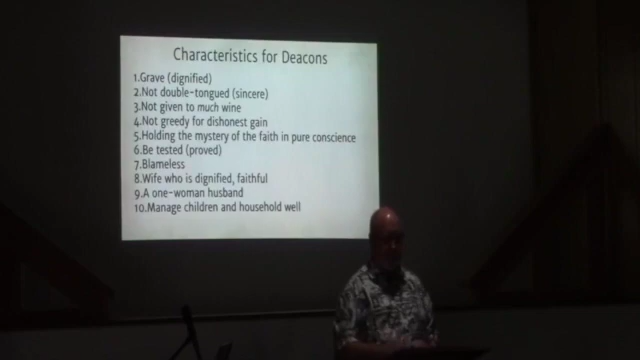 Characteristics for Deacons
1.Grave (dignified)
2.Not double-tongued (sincere)
3.Not given to much wine
4.Not greedy for dishonest gain
5.Holding the mystery of the faith in pure conscience
6.Be tested (proved)
7.Blameless
8.Wife who is dignified, faithful
9.A one-woman husband
10.Manage children and household well